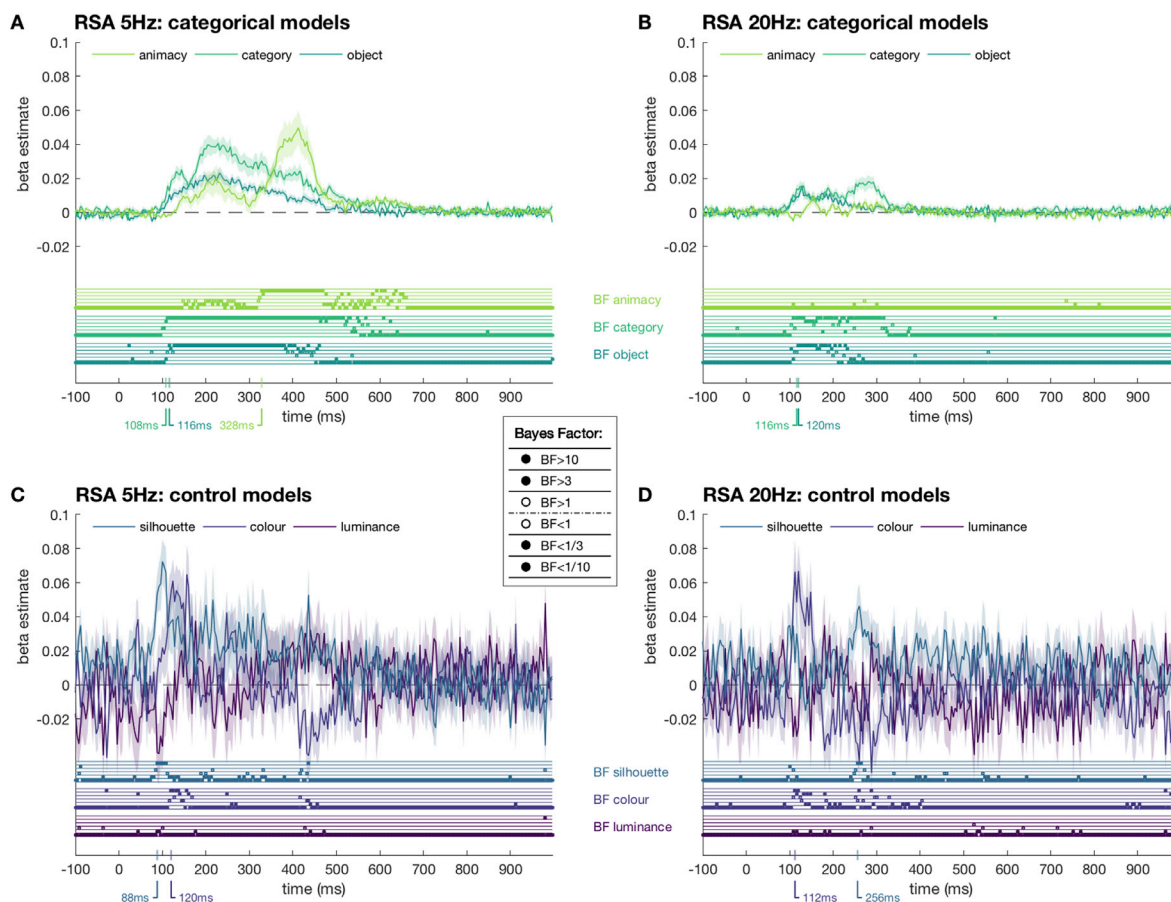 A RSA 5Hz: categorical models
animacy category object
0.1
0.08
0.06
0.04
0.02
0
-0.02
beta estimate
-100 0 100 200 300 400 500 600 700 800 900
time (ms)
108ms 116ms 328ms
B RSA 20Hz: categorical models
animacy category object
0.1
0.08
0.06
0.04
0.02
0
-0.02
beta estimate
BF animacy
BF category
BF object
-100 0 100 200 300 400 500 600 700 800 900
time (ms)
116ms 120ms
Bayes Factor:
BF>10
BF>3
BF>1
BF<1
BF<1/3
BF<1/10
C RSA 5Hz: control models
silhouette colour luminance
0.1
0.08
0.06
0.04
0.02
0
-0.02
beta estimate
-100 0 100 200 300 400 500 600 700 800 900
time (ms)
88ms 120ms
D RSA 20Hz: control models
silhouette colour luminance
0.1
0.08
0.06
0.04
0.02
0
-0.02
beta estimate
BF silhouette
BF colour
BF luminance
-100 0 100 200 300 400 500 600 700 800 900
time (ms)
112ms 256ms